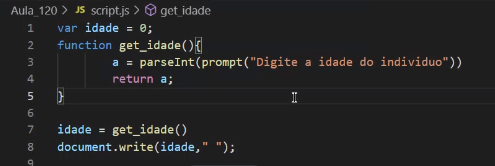 Aula_120 > JS script.js > get_idade
1 var idade = 0;
2 function get_idade(){
3 a = parseInt(prompt("Digite a idade do individuo"))
4 return a;
5 }
6
7 idade = get_idade()
8 document.write(idade," ");